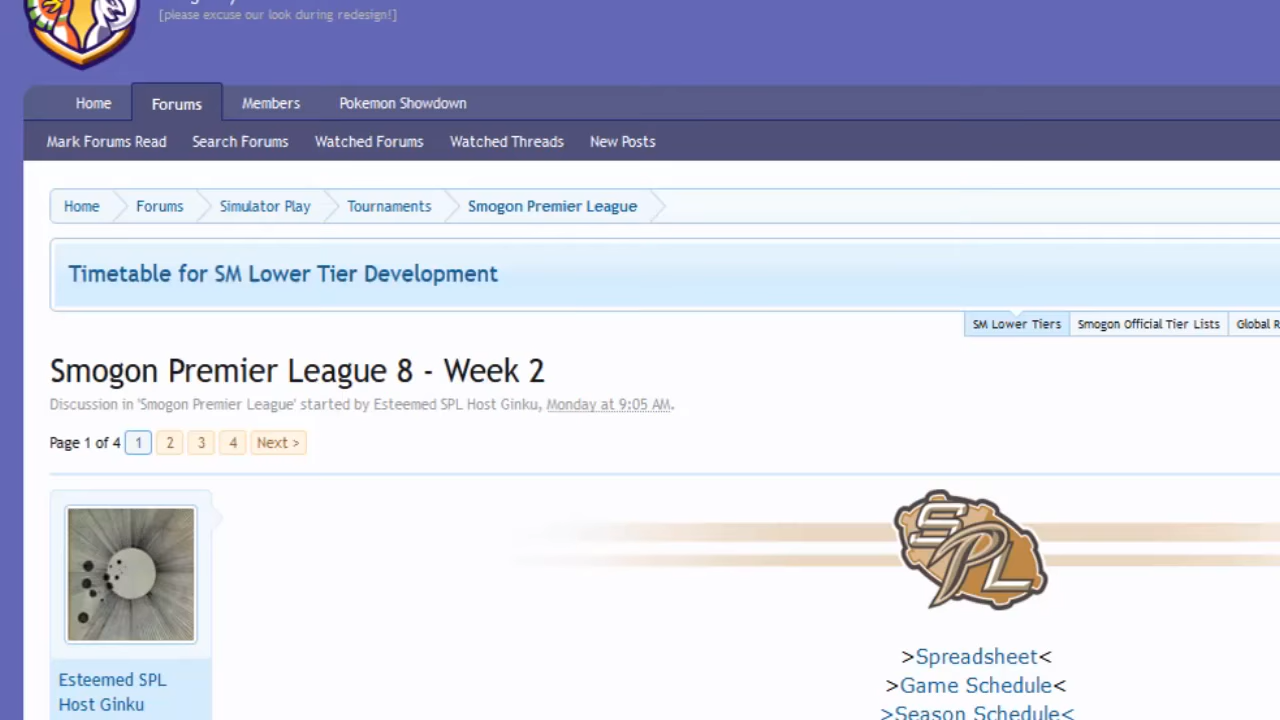 [please excuse our look during redesign!]
Home Forums Members Pokemon Showdown
Mark Forums Read Search Forums Watched Forums Watched Threads New Posts
Home Forums Simulator Play Tournaments Smogon Premier League
Timetable for SM Lower Tier Development
SM Lower Tiers Smogon Official Tier Lists Global R
Smogon Premier League 8 - Week 2
Discussion in 'Smogon Premier League' started by Esteemed SPL Host Ginku, Monday at 9:05 AM.
Page 1 of 4 1 2 3 4 Next >
SPL
>Spreadsheet<
>Game Schedule<
>Season Schedule<
Esteemed SPL
Host Ginku